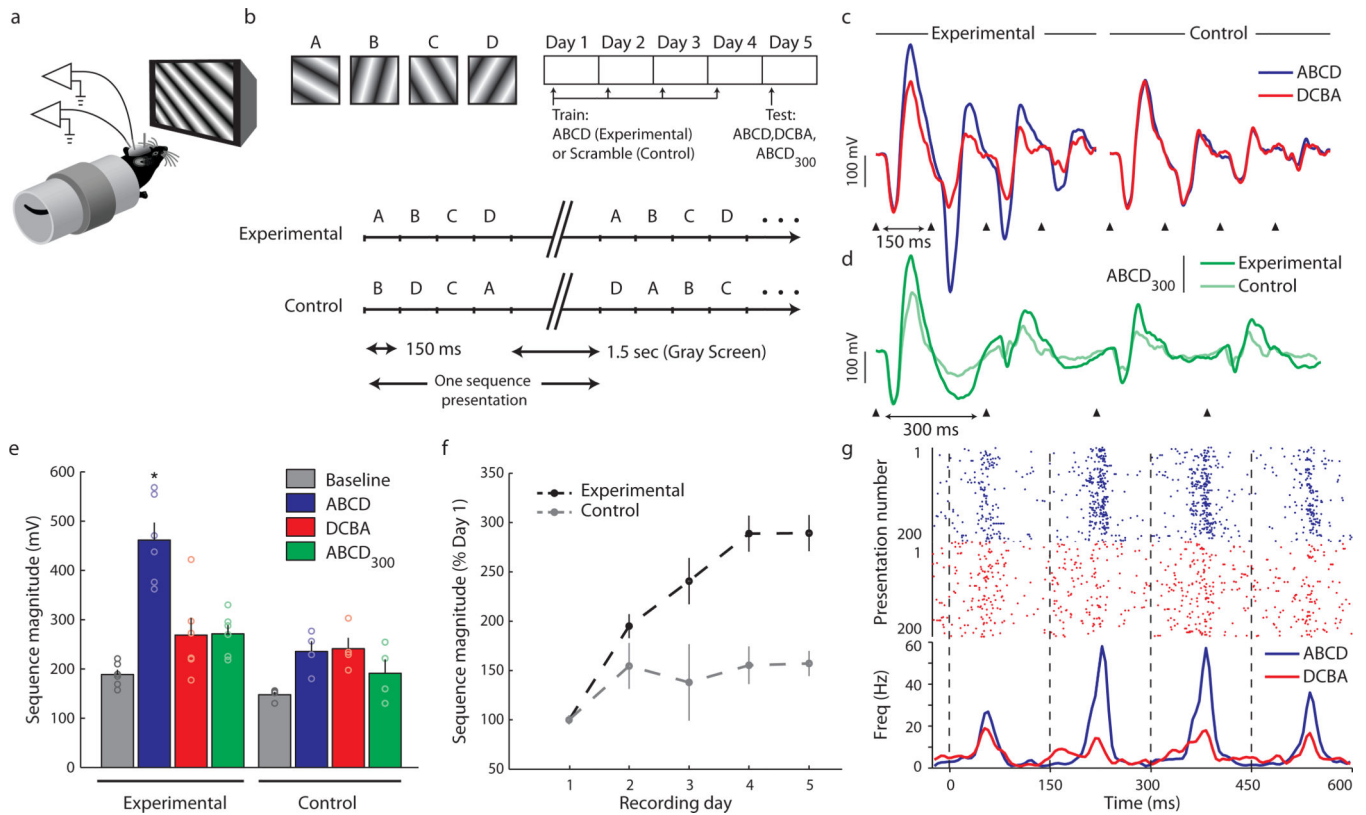 a
b
A B C D
Day 1 Day 2 Day 3 Day 4 Day 5
Train:
ABCD (Experimental)
or Scramble (Control)
Test:
ABCD,DCBA,
ABCD300
Experimental
A B C D A B C D • • •
Control
B D C A D A B C • • •
150 ms
1.5 sec (Gray Screen)
One sequence
presentation
c
Experimental
Control
ABCD
DCBA
100 mV
150 ms
d
ABCD300
Experimental
Control
100 mV
300 ms
e
Sequence magnitude (mV)
600
500
400
300
200
100
0
*
Baseline
ABCD
DCBA
ABCD300
Experimental
Control
f
Sequence magnitude (% Day 1)
350
300
250
200
150
100
50
Experimental
Control
1 2 3 4 5
Recording day
g
Presentation number
1
200
1
200
Freq (Hz)
60
40
20
0
ABCD
DCBA
0 150 300 450 600
Time (ms)